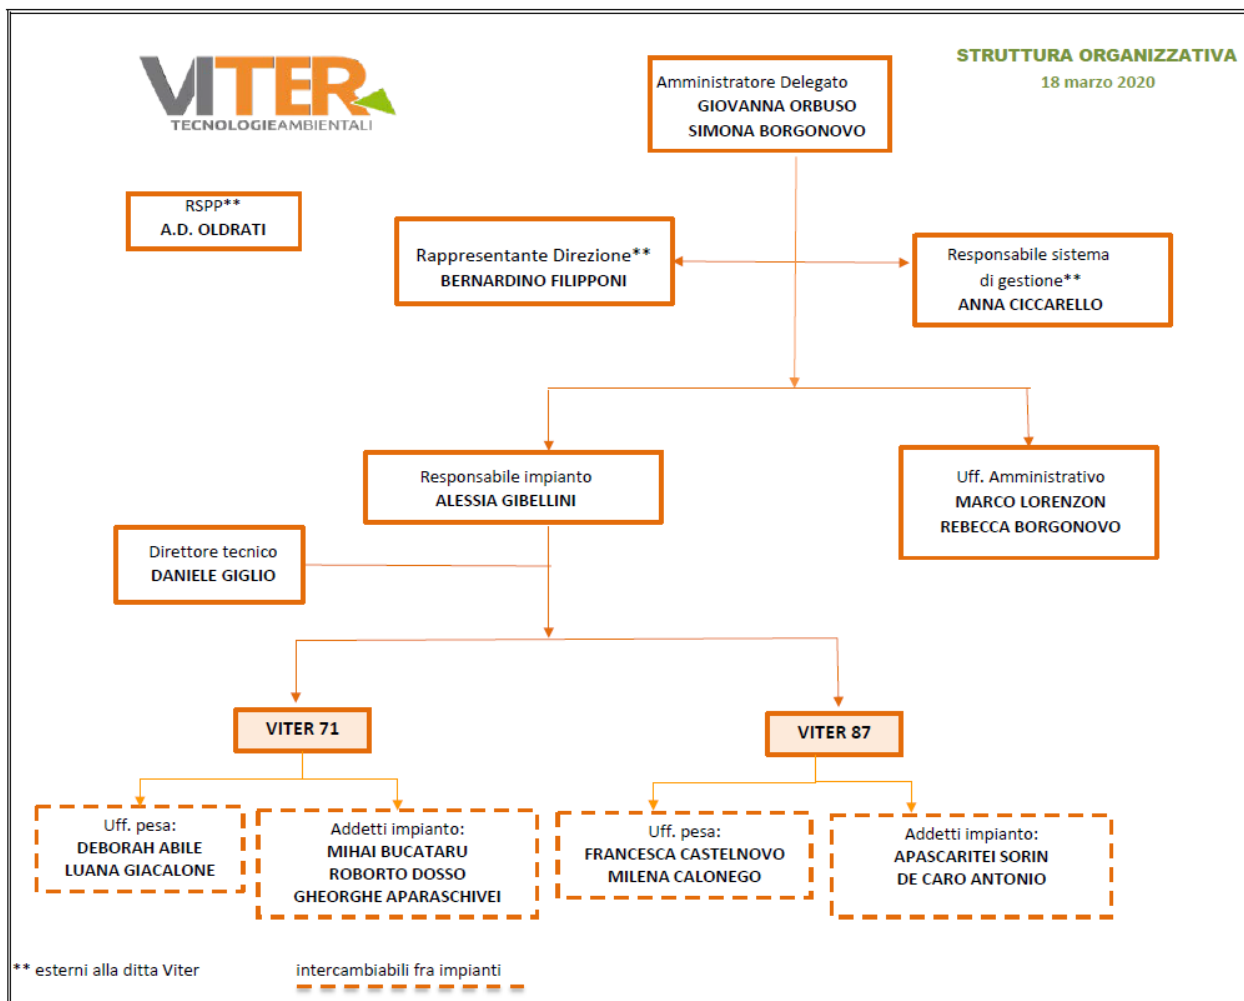 VITER
TECNOLOGIEAMBIENTALI
STRUTTURA ORGANIZZATIVA
18 marzo 2020
Amministratore Delegato
GIOVANNA ORBUSO
SIMONA BORGONOVO
RSPP**
A.D. OLDRATI
Rappresentante Direzione**
BERNARDINO FILIPPONI
Responsabile sistema
di gestione**
ANNA CICCARELLO
Responsabile impianto
ALESSIA GIBELLINI
Uff. Amministrativo
MARCO LORENZON
REBECCA BORGONOVO
Direttore tecnico
DANIELE GIGLIO
VITER 71
VITER 87
Uff. pesa:
DEBORAH ABILE
LUANA GIACALONE
Addetti impianto:
MIHAI BUCATARU
ROBORTO DOSSO
GHEORGHE APARASCHIVEI
Uff. pesa:
FRANCESCA CASTELNOVO
MILENA CALONEGO
Addetti impianto:
APASCARITEI SORIN
DE CARO ANTONIO
** esterni alla ditta Viter
intercambiabili fra impianti